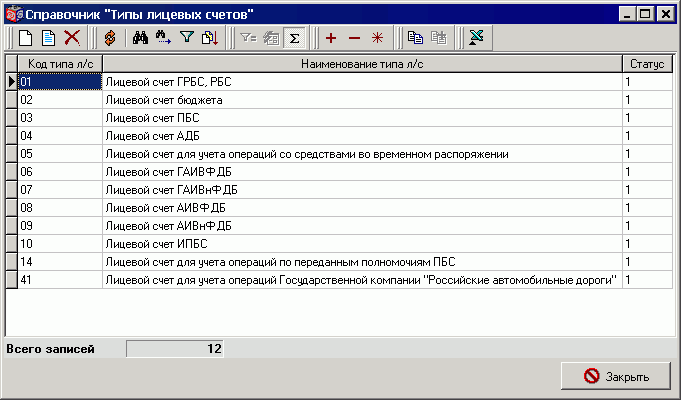 Справочник "Типы лицевых счетов"
Код типа л/с Наименование типа л/с Статус
01 Лицевой счет ГРБС, РБС 1
02 Лицевой счет бюджета 1
03 Лицевой счет ПБС 1
04 Лицевой счет АДБ 1
05 Лицевой счет для учета операций со средствами во временном распоряжении 1
06 Лицевой счет ГАИВФДБ 1
07 Лицевой счет ГАИВнФДБ 1
08 Лицевой счет АИВФДБ 1
09 Лицевой счет АИВнФДБ 1
10 Лицевой счет ИПБС 1
14 Лицевой счет для учета операций по переданным полномочиям ПБС 1
41 Лицевой счет для учета операций Государственной компании "Российские автомобильные дороги" 1
Всего записей 12
Закрыть